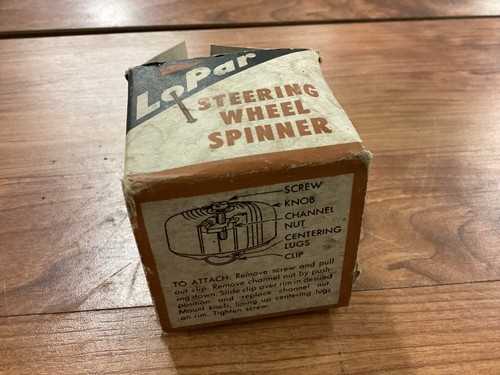 LoPar
STEERING
WHEEL
SPINNER
SCREW
KNOB
CHANNEL
NUT
CENTERING
LUGS
CLIP
TO ATTACH: Remove screw and pull
out clip. Remove channel nut by push-
ing down. Slide clip over rim in desired
position and replace channel nut.
Mount knob, lining up centering lugs
on rim. Tighten screw.